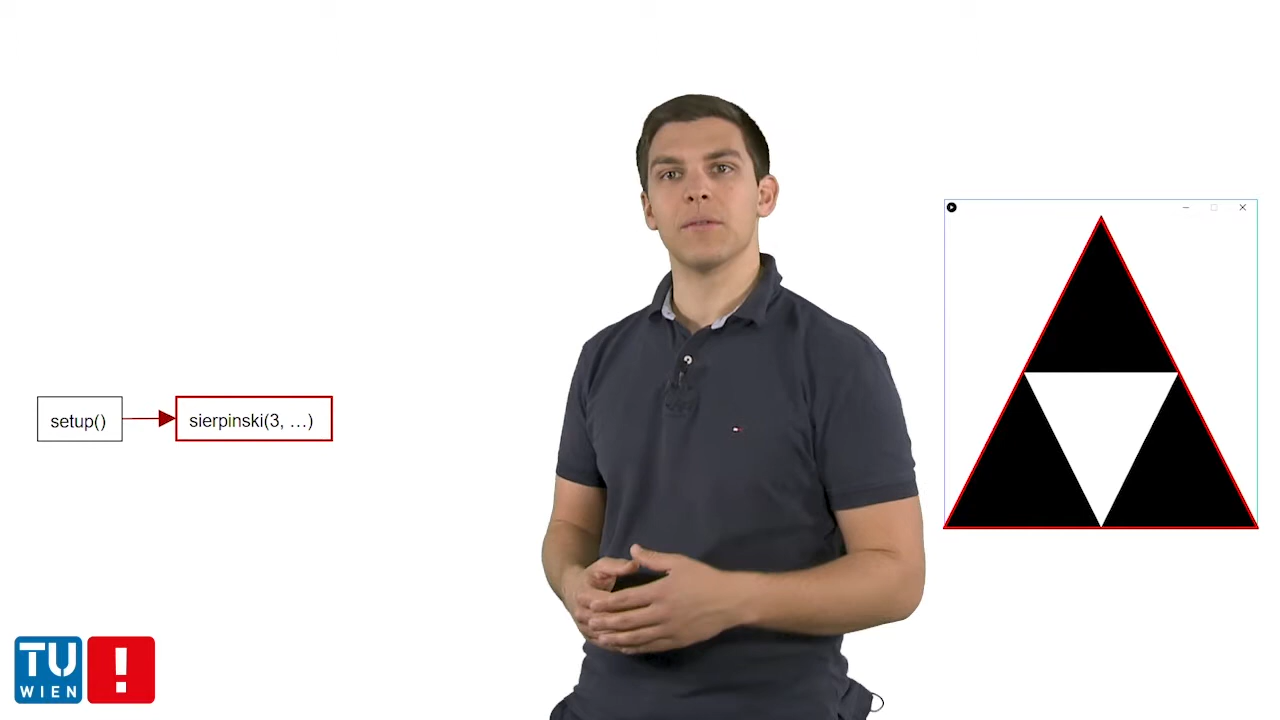 setup()
sierpinski(3, …)
TU
WIEN
!